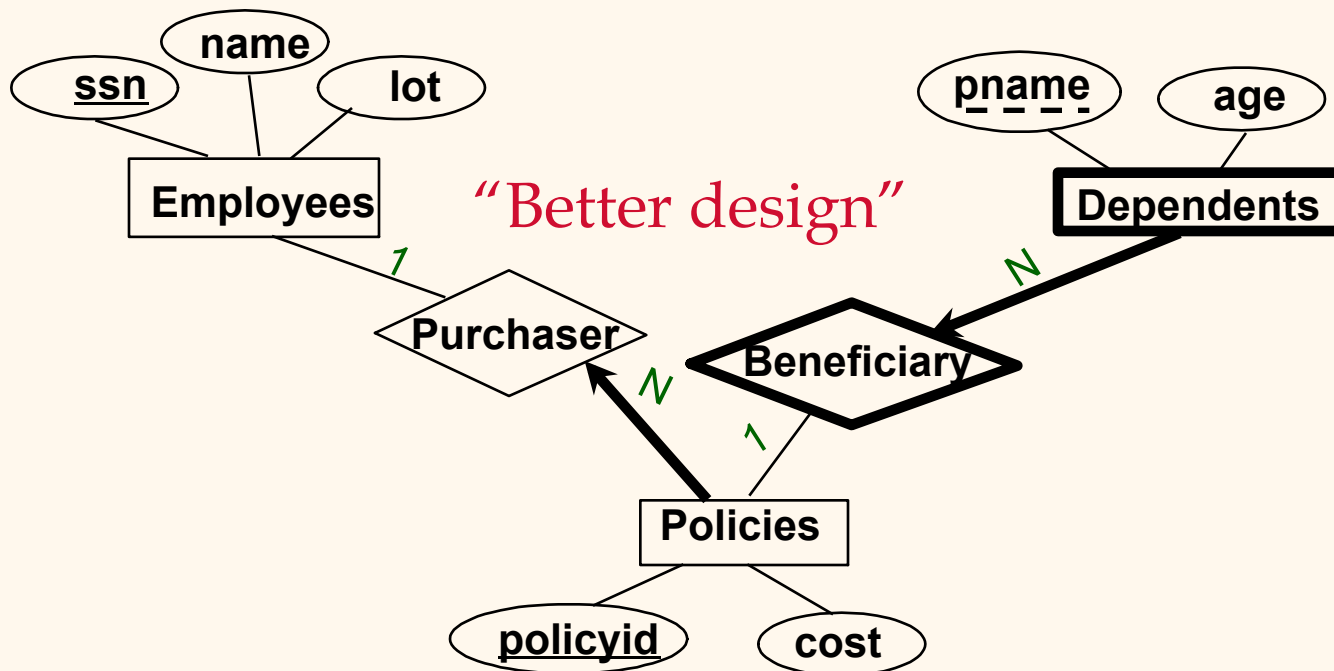 name
ssn
lot
pname
age
Employees
“Better design”
Dependents
1
N
Purchaser
Beneficiary
N
1
Policies
policyid
cost